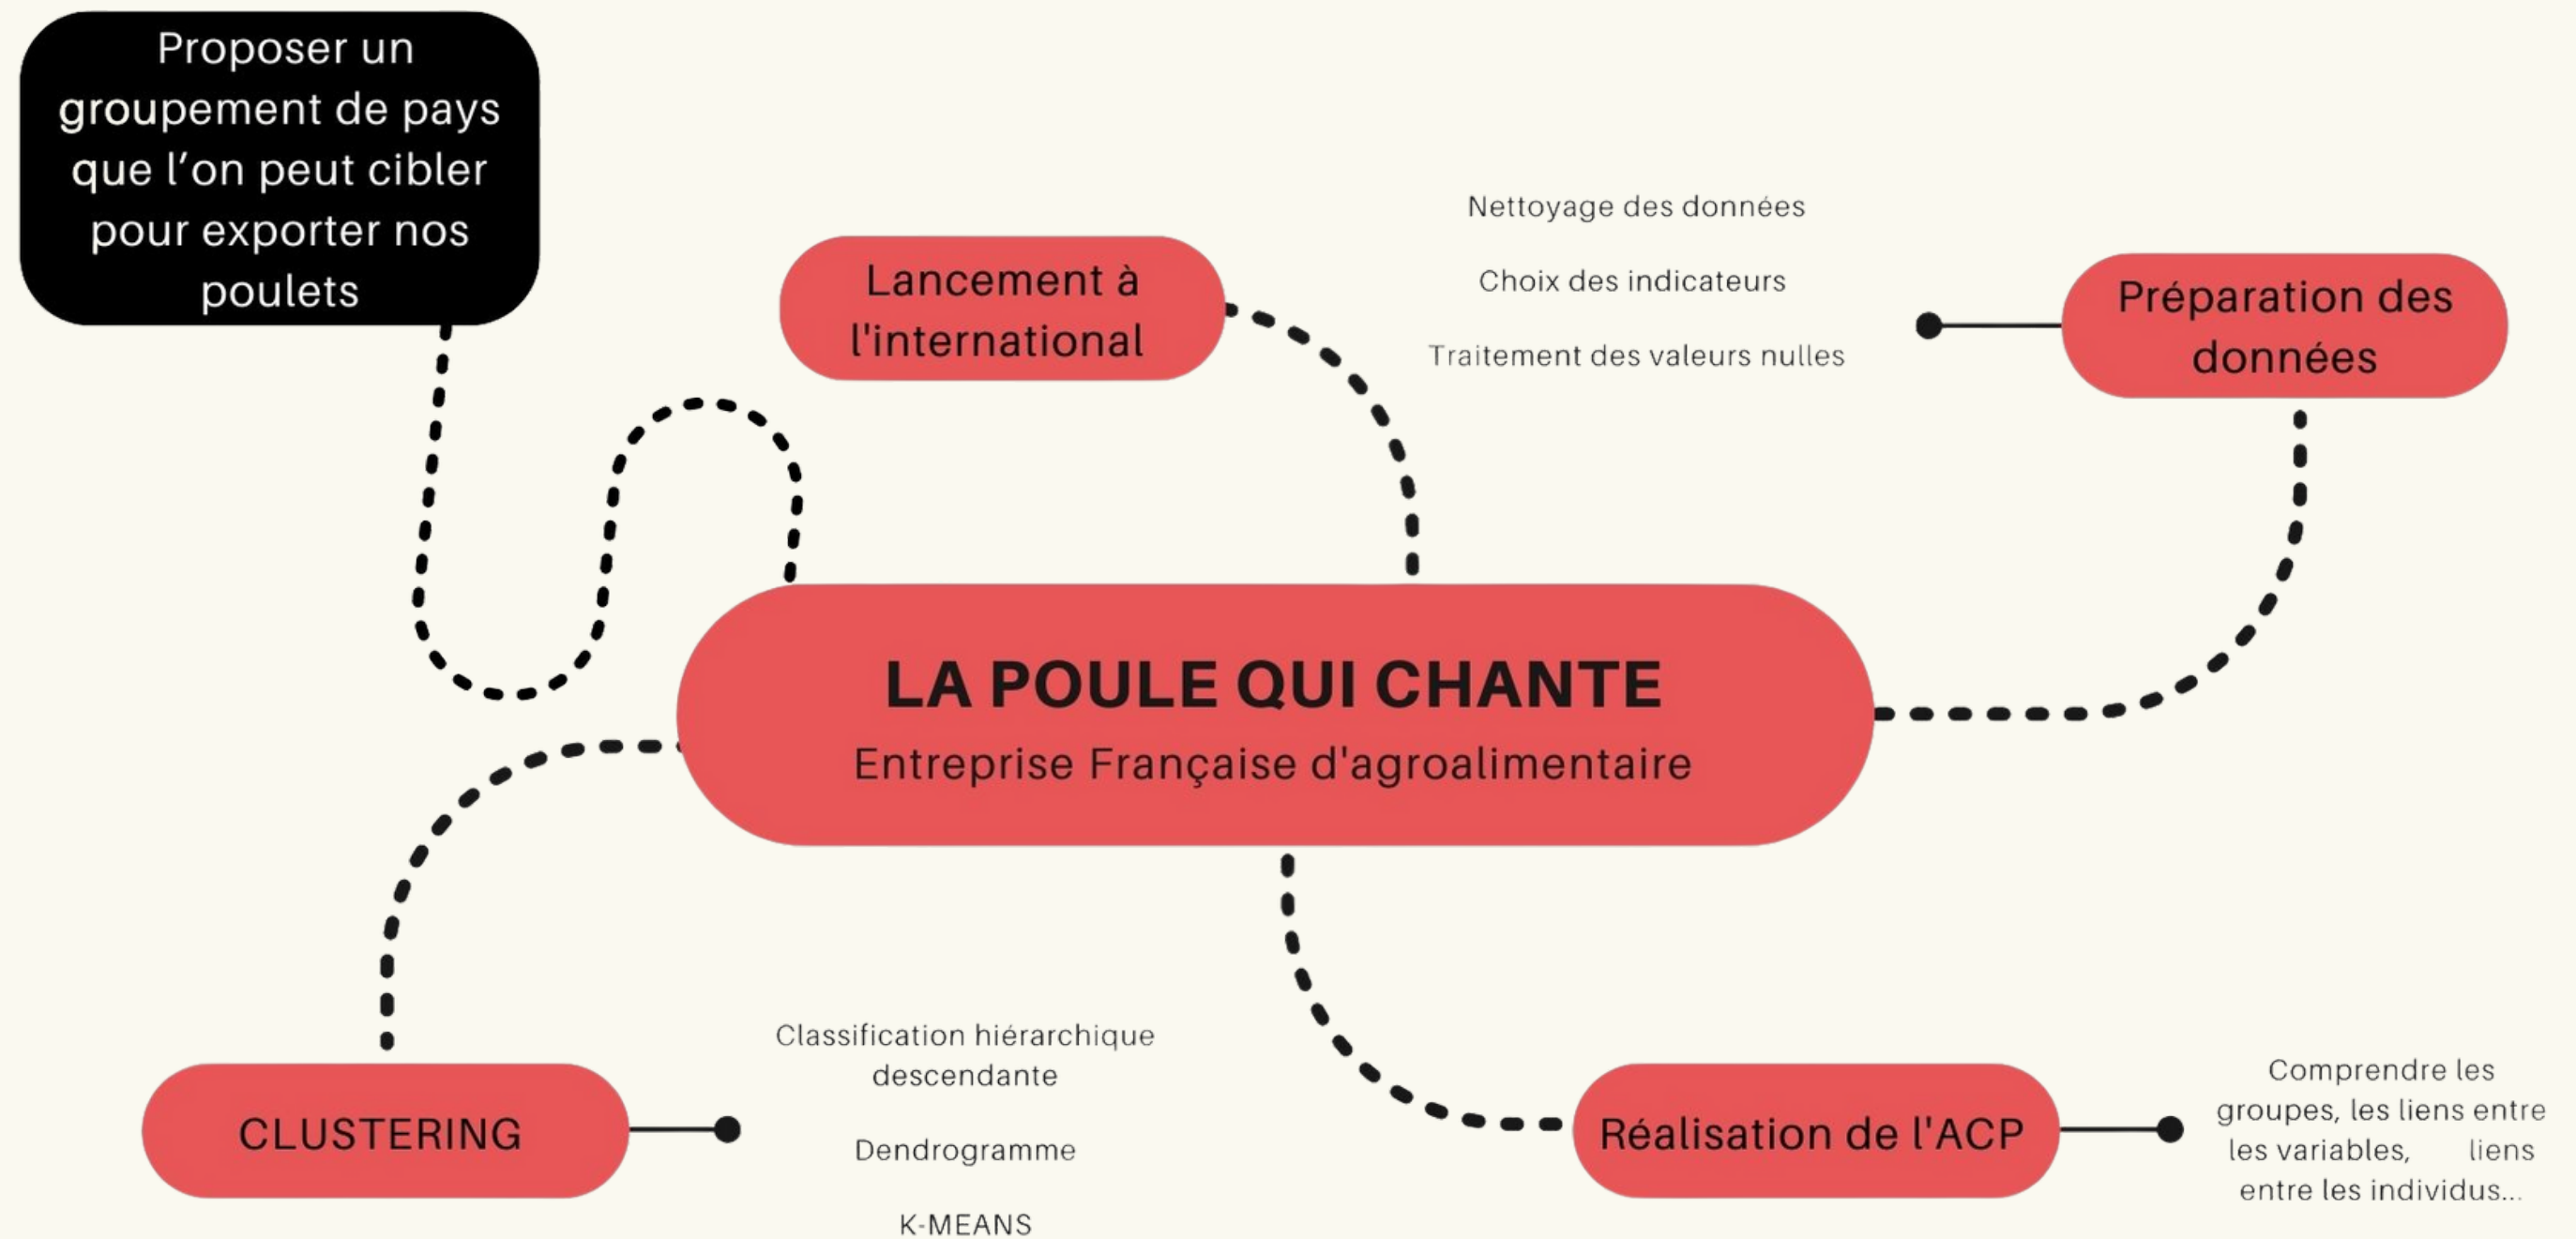 Proposer un
groupement de pays
que l’on peut cibler
pour exporter nos
poulets
Lancement à
l'international
Nettoyage des données
Choix des indicateurs
Traitement des valeurs nulles
Préparation des
données
LA POULE QUI CHANTE
Entreprise Française d'agroalimentaire
CLUSTERING
Classification hiérarchique
descendante
Dendrogramme
K-MEANS
Réalisation de l'ACP
Comprendre les
groupes, les liens entre
les variables, liens
entre les individus...